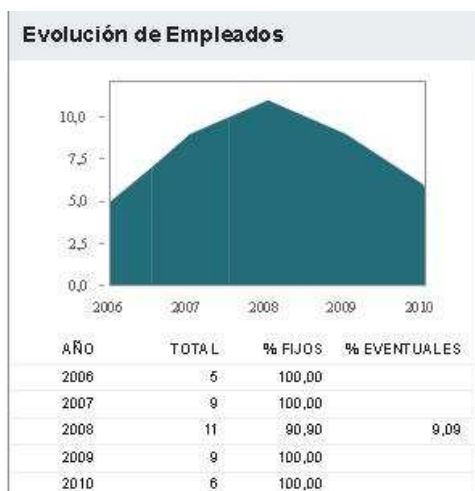 Evolución de Empleados
10,0
7,5
5,0
2,5
0,0
2006 2007 2008 2009 2010
AÑO TOTAL % FIJOS % EVENTUALES
2006 5 100,00
2007 9 100,00
2008 11 90,90 9,09
2009 9 100,00
2010 6 100,00